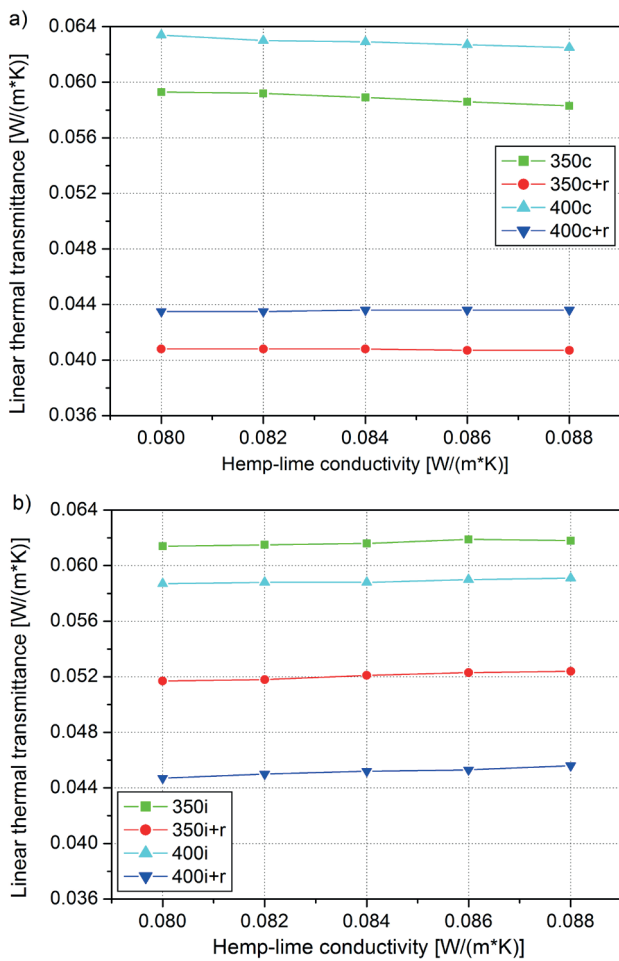 a)
0.064
0.060
0.056
0.052
0.048
0.044
0.040
0.036
Linear thermal transmittance [W/(m*K)]
350c
350c+r
400c
400c+r
0.080 0.082 0.084 0.086 0.088
Hemp-lime conductivity [W/(m*K)]
b)
0.064
0.060
0.056
0.052
0.048
0.044
0.040
0.036
Linear thermal transmittance [W/(m*K)]
350i
350i+r
400i
400i+r
0.080 0.082 0.084 0.086 0.088
Hemp-lime conductivity [W/(m*K)]